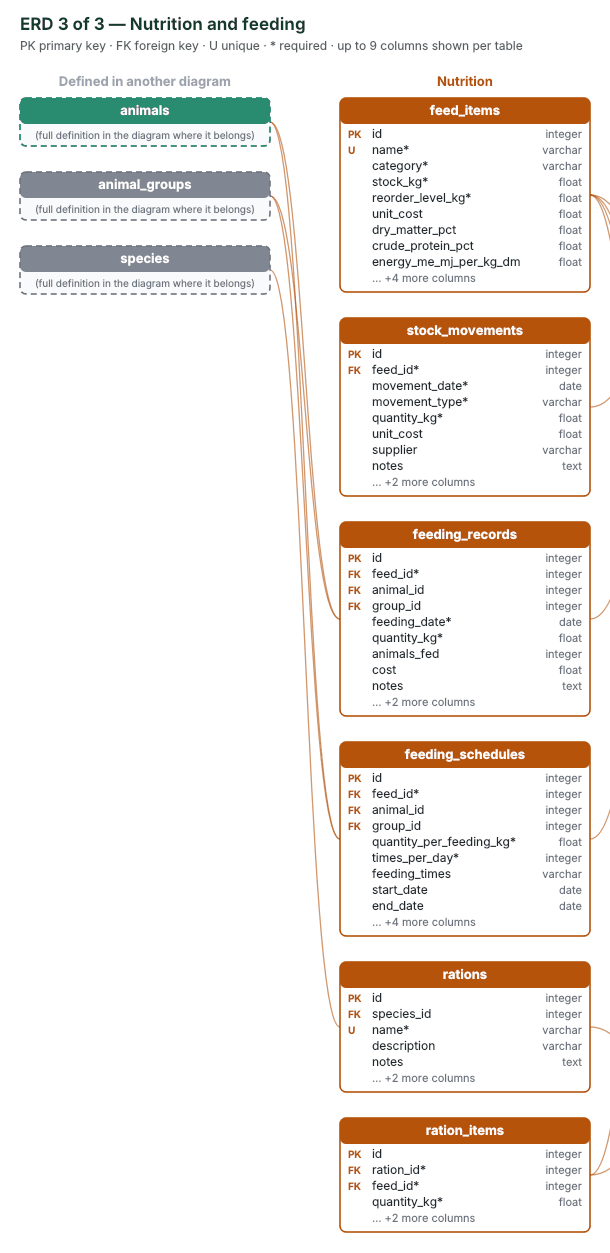 ERD 3 of 3 — Nutrition and feeding
PK primary key · FK foreign key · U unique · * required · up to 9 columns shown per table
Defined in another diagram
animals
(full definition in the diagram where it belongs)
animal_groups
(full definition in the diagram where it belongs)
species
(full definition in the diagram where it belongs)
Nutrition
feed_items
PK id integer
U name* varchar
category* varchar
stock_kg* float
reorder_level_kg* float
unit_cost float
dry_matter_pct float
crude_protein_pct float
energy_me_mj_per_kg_dm float
... +4 more columns
stock_movements
PK id integer
FK feed_id* integer
movement_date* date
movement_type* varchar
quantity_kg* float
unit_cost float
supplier varchar
notes text
... +2 more columns
feeding_records
PK id integer
FK feed_id* integer
FK animal_id integer
FK group_id integer
feeding_date* date
quantity_kg* float
animals_fed integer
cost float
notes text
... +2 more columns
feeding_schedules
PK id integer
FK feed_id* integer
FK animal_id integer
FK group_id integer
quantity_per_feeding_kg* float
times_per_day* integer
feeding_times varchar
start_date date
end_date date
... +4 more columns
rations
PK id integer
FK species_id integer
U name* varchar
description varchar
notes text
... +2 more columns
ration_items
PK id integer
FK ration_id* integer
FK feed_id* integer
quantity_kg* float
... +2 more columns